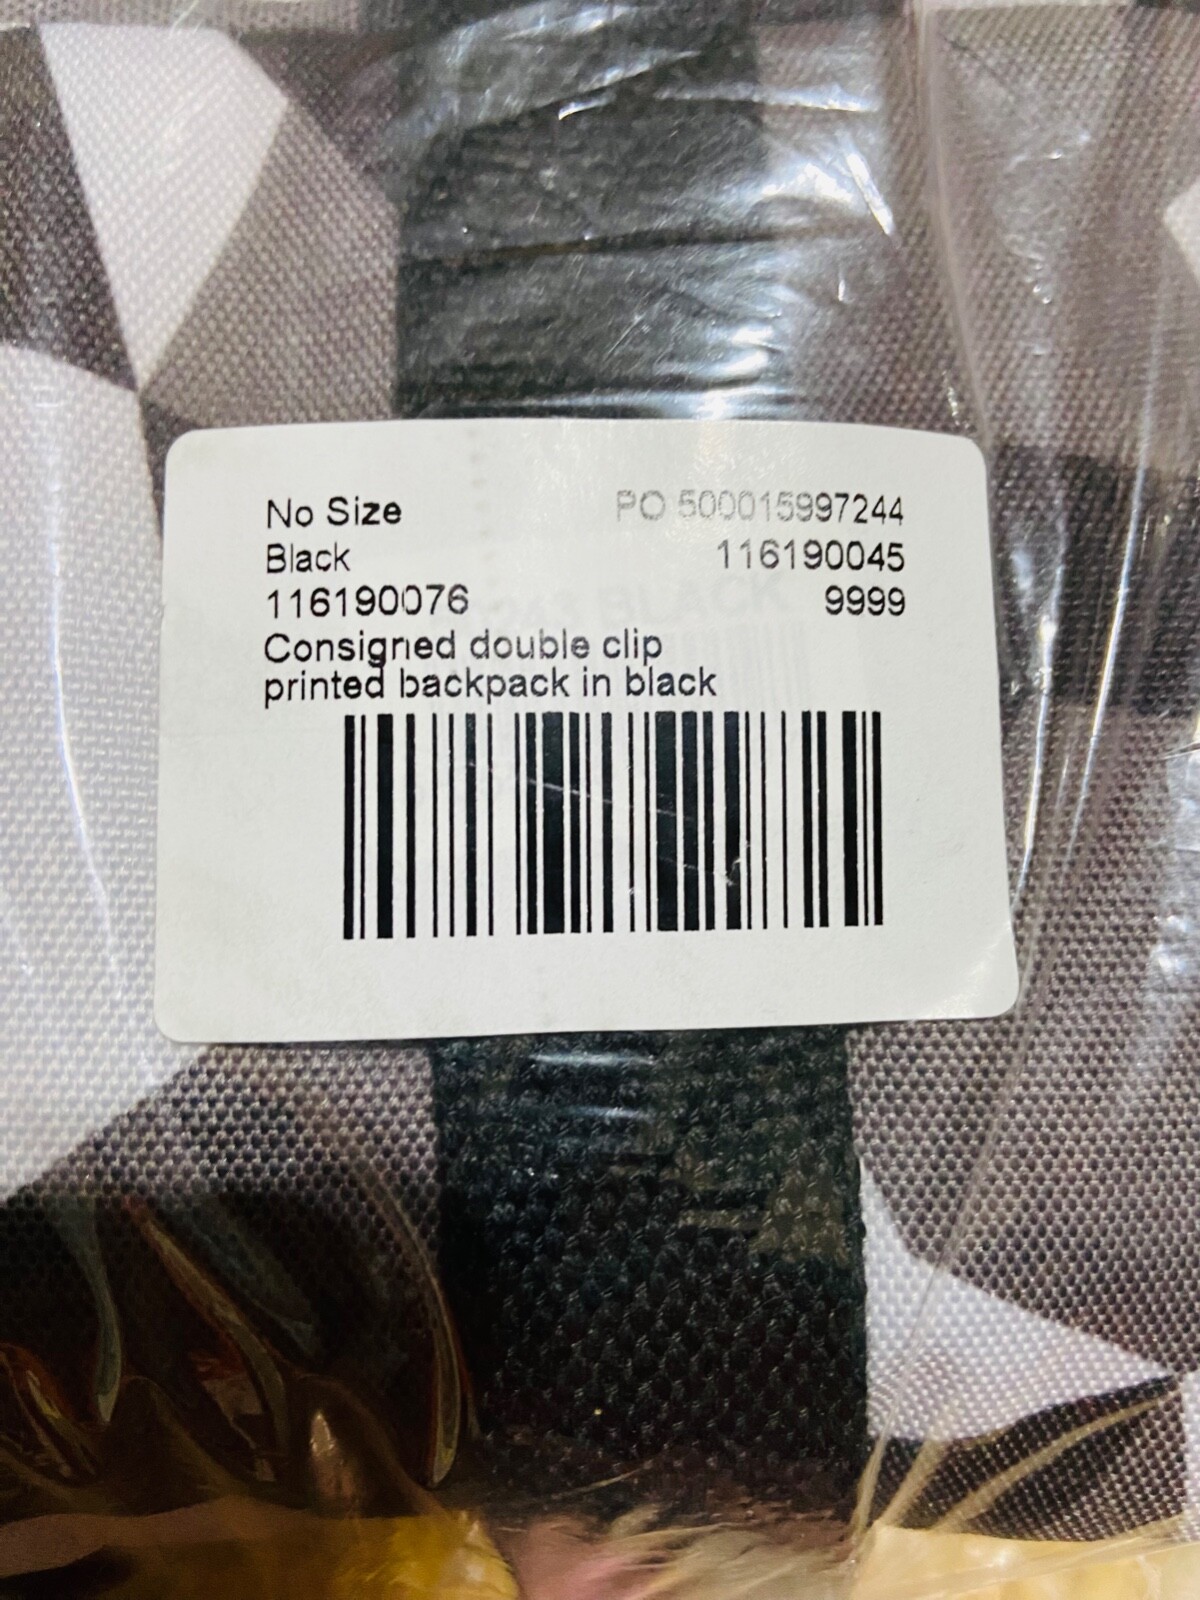 No Size PO 500015997244
Black 116190045
116190076 9999
Consigned double clip
printed backpack in black